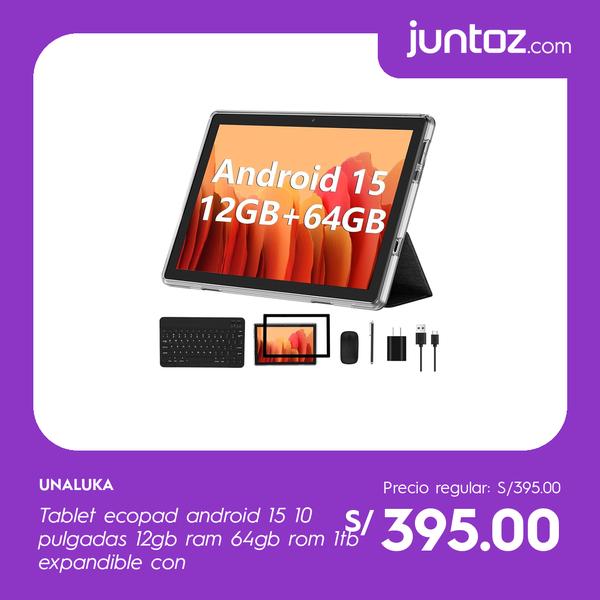 juntoz.com
Android 15
12GB+64GB
UNALUKA
Tablet ecopad android 15 10
pulgadas 12gb ram 64gb rom 1tb
expandible con
Precio regular: S/395.00
S/ 395.00